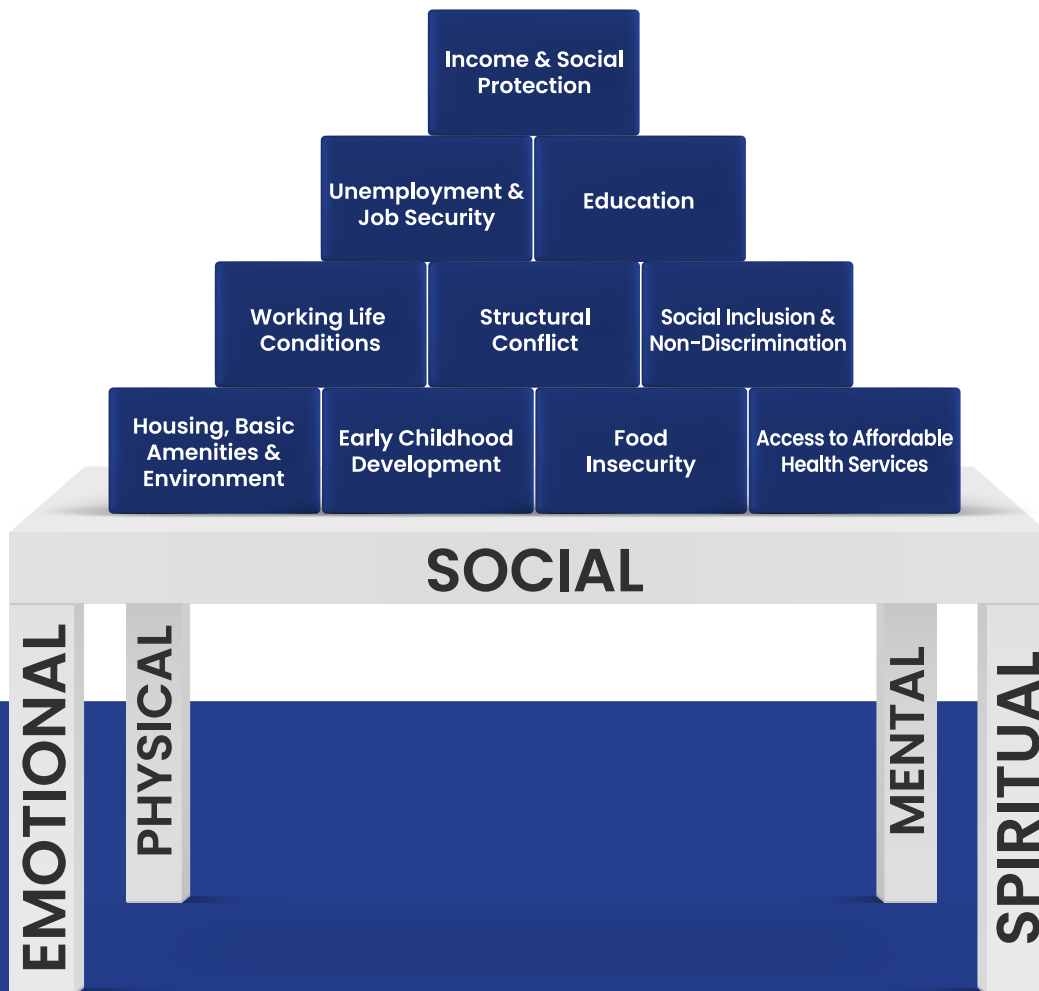 Income & Social
Protection
Unemployment &
Job Security
Education
Working Life
Conditions
Structural
Conflict
Social Inclusion &
Non-Discrimination
Housing, Basic
Amenities &
Environment
Early Childhood
Development
Food
Insecurity
Access to Affordable
Health Services
SOCIAL
EMOTIONAL
PHYSICAL
MENTAL
SPIRITUAL